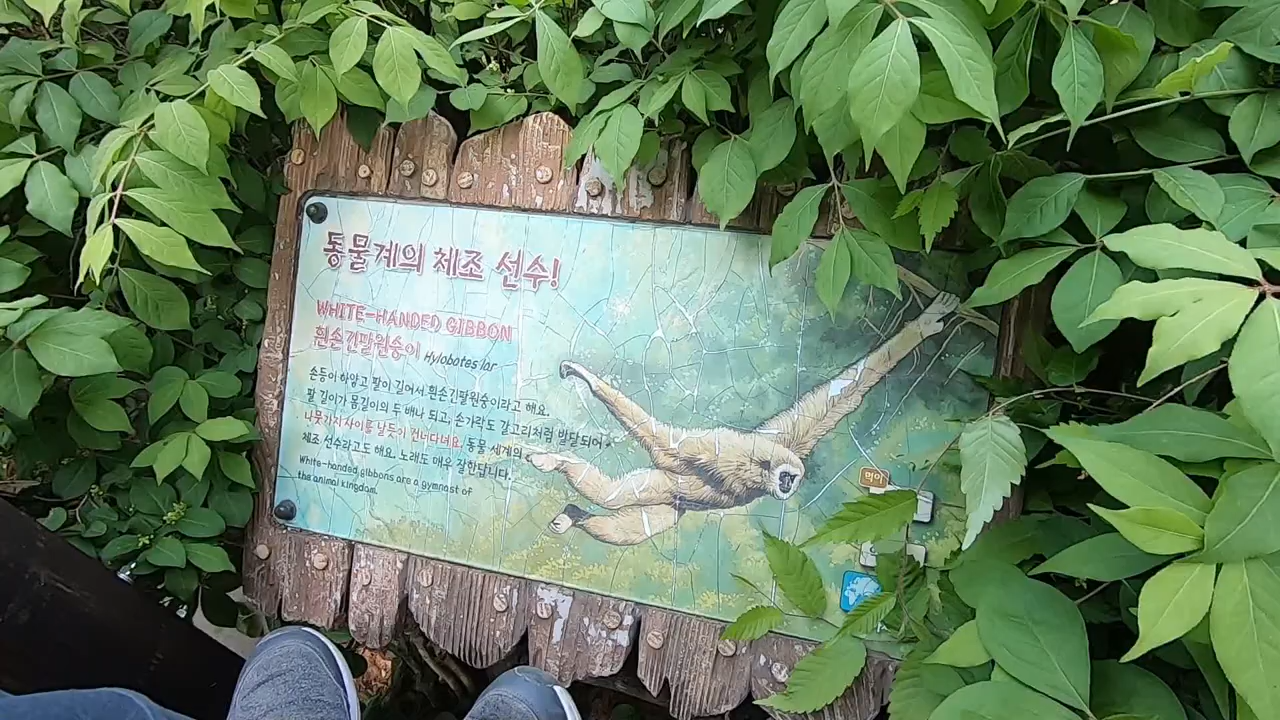 동물계의 체조 선수!
WHITE-HANDED GIBBON
흰손긴팔원숭이 Hylobates lar
손등이 하얗고 팔이 길어서 흰손긴팔원숭이라고 해요.
팔 길이가 몸길이의 두 배나 되고, 손가락도 갈고리처럼 발달되어
나뭇가지 사이를 날듯이 건너다녀요. 동물 세계의
체조 선수라고도 해요. 노래도 매우 잘한답니다.
White-handed gibbons are a gymnast of
the animal kingdom.
먹이